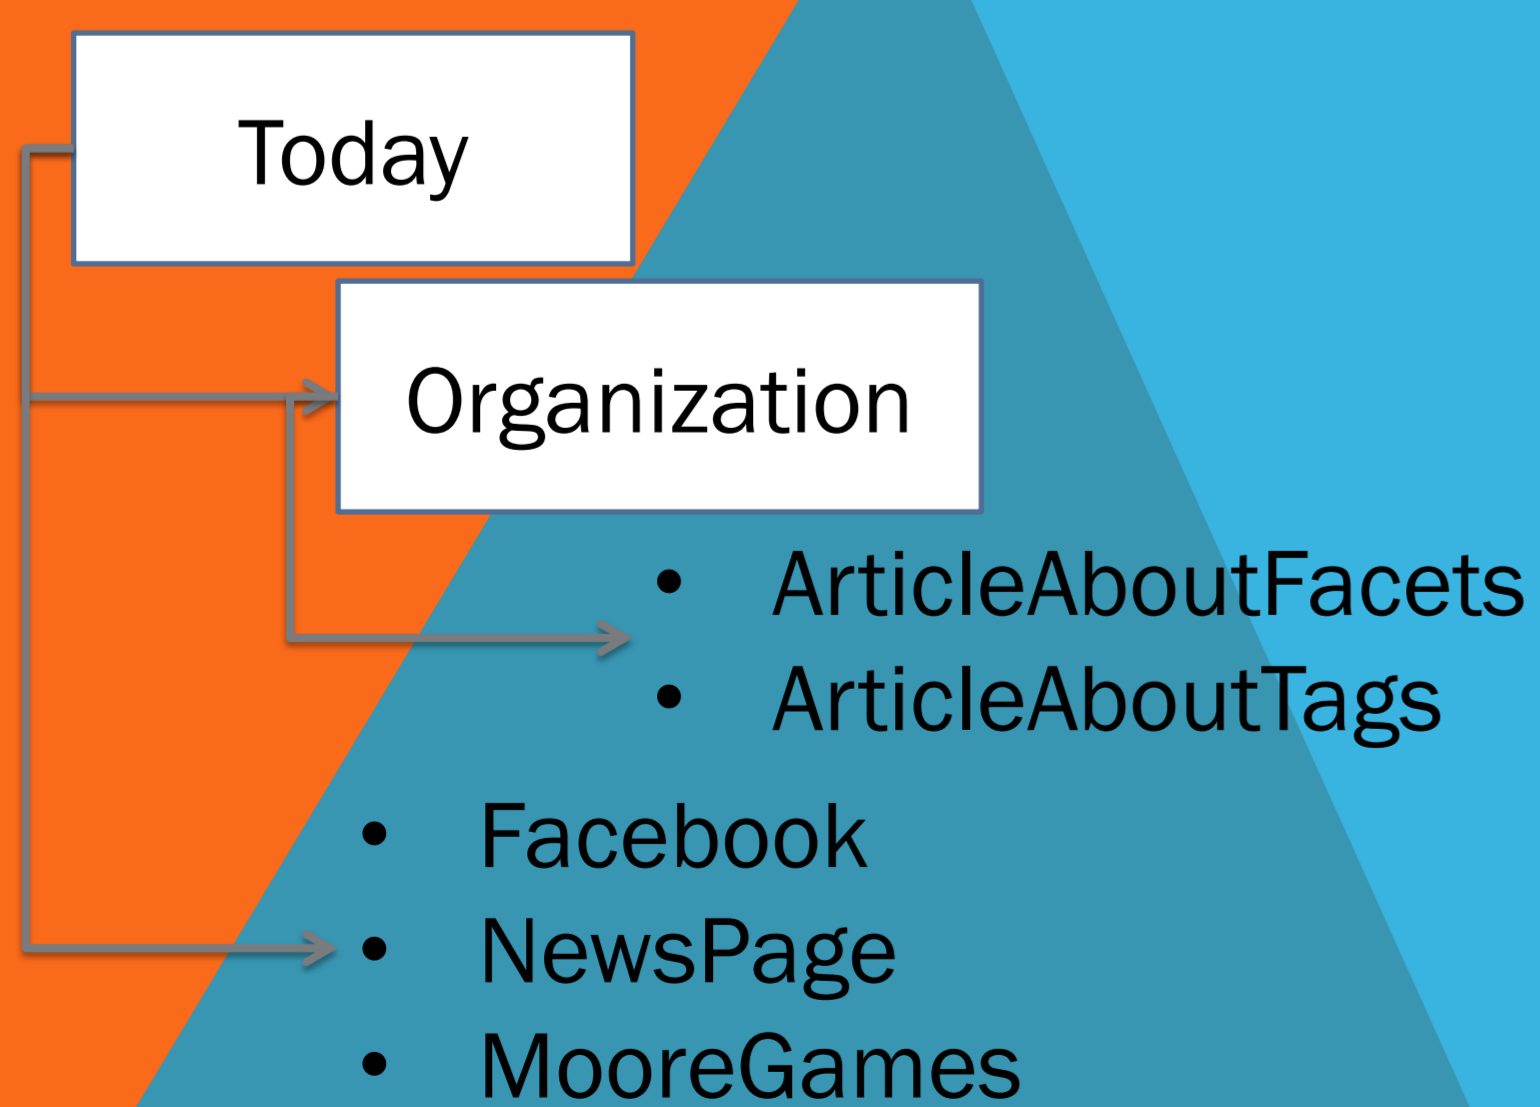 Today
Organization
• ArticleAboutFacets
• ArticleAboutTags
• Facebook
• NewsPage
• MooreGames